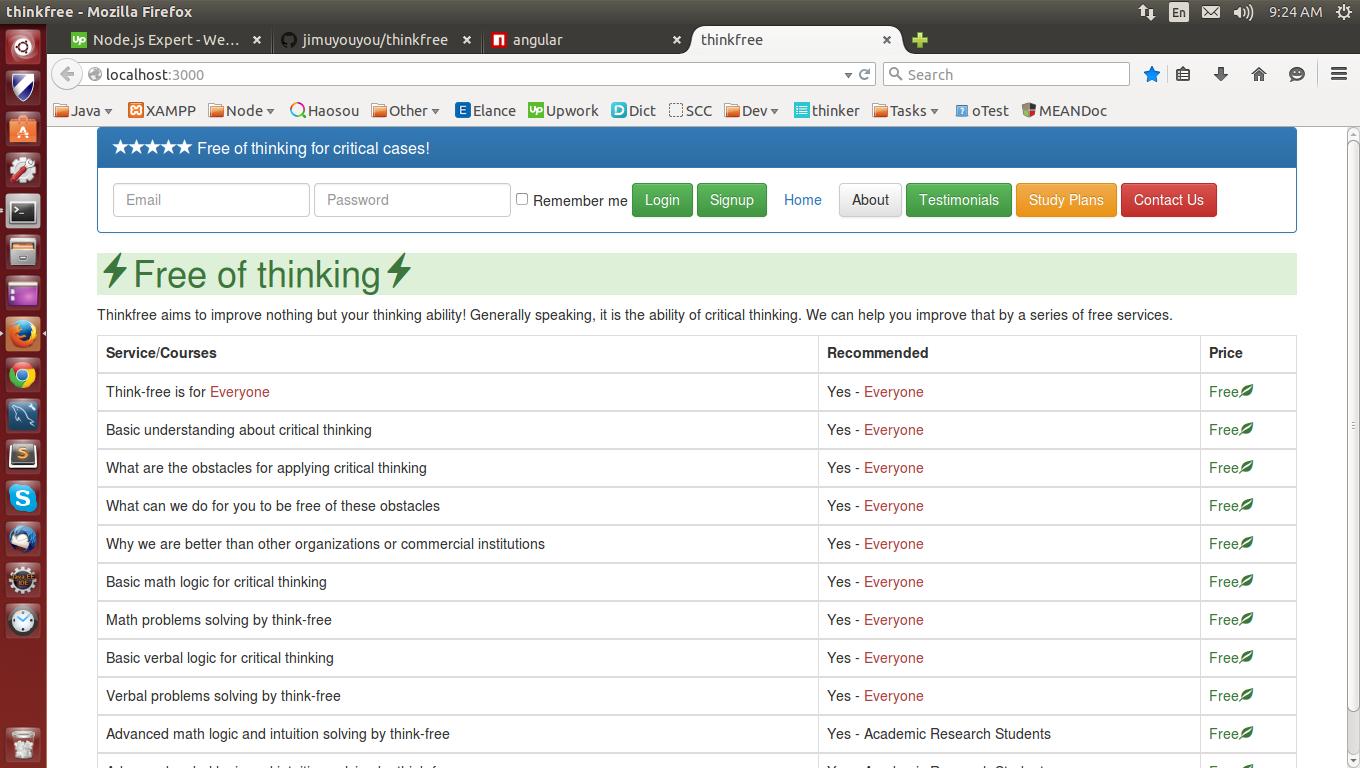 thinkfree - Mozilla Firefox
En
9:24 AM
Up Node.js Expert - We...
jimuyouyou/thinkfree
n angular
thinkfree
localhost:3000
Search
Java
XAMPP
Node
Haosou
Other
E Elance
Up Upwork
D Dict
SCC
Dev
thinker
Tasks
? oTest
MEANDoc
★★★★★ Free of thinking for critical cases!
Email
Password
Remember me
Login
Signup
Home
About
Testimonials
Study Plans
Contact Us
Free of thinking
Thinkfree aims to improve nothing but your thinking ability! Generally speaking, it is the ability of critical thinking. We can help you improve that by a series of free services.
Service/Courses Recommended Price
Think-free is for Everyone Yes - Everyone Free
Basic understanding about critical thinking Yes - Everyone Free
What are the obstacles for applying critical thinking Yes - Everyone Free
What can we do for you to be free of these obstacles Yes - Everyone Free
Why we are better than other organizations or commercial institutions Yes - Everyone Free
Basic math logic for critical thinking Yes - Everyone Free
Math problems solving by think-free Yes - Everyone Free
Basic verbal logic for critical thinking Yes - Everyone Free
Verbal problems solving by think-free Yes - Everyone Free
Advanced math logic and intuition solving by think-free Yes - Academic Research Students Free